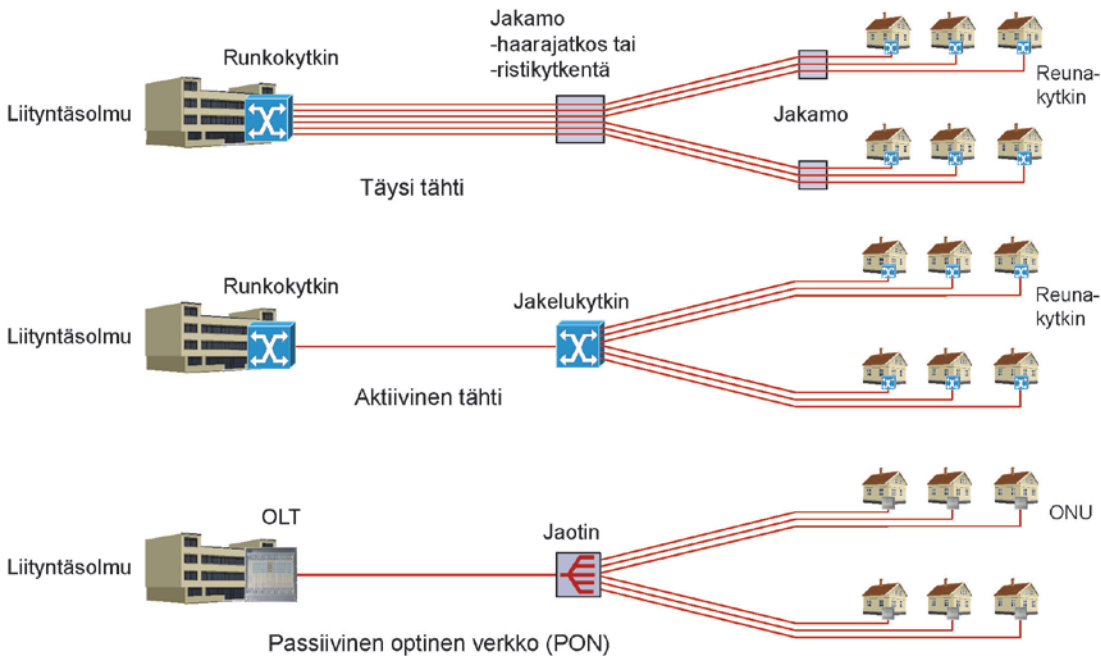 Jakamo
-haarajatkos tai
-ristikytkentä
Runkokytkin
Liityntäsolmu
Reuna-
kytkin
Jakamo
Täysi tähti
Runkokytkin
Jakelukytkin
Liityntäsolmu
Reuna-
kytkin
Aktiivinen tähti
OLT
Jaotin
ONU
Liityntäsolmu
Passiivinen optinen verkko (PON)